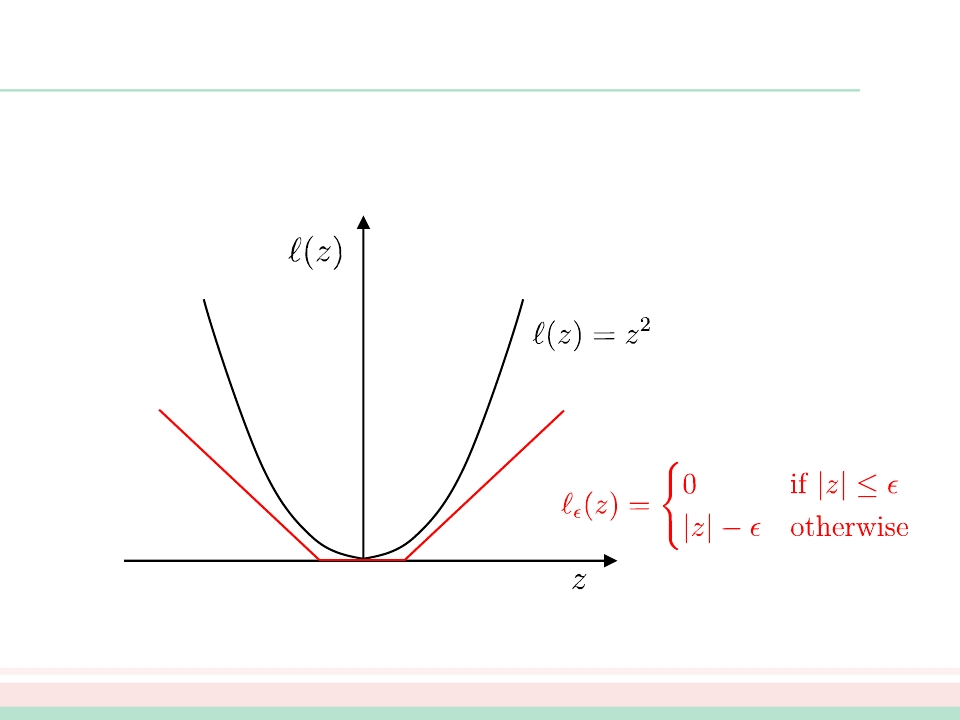 ℓ(z)
ℓ(z) = z²
ℓ_ϵ(z) = { 0 if |z| ≤ ϵ
|z| − ϵ otherwise
z